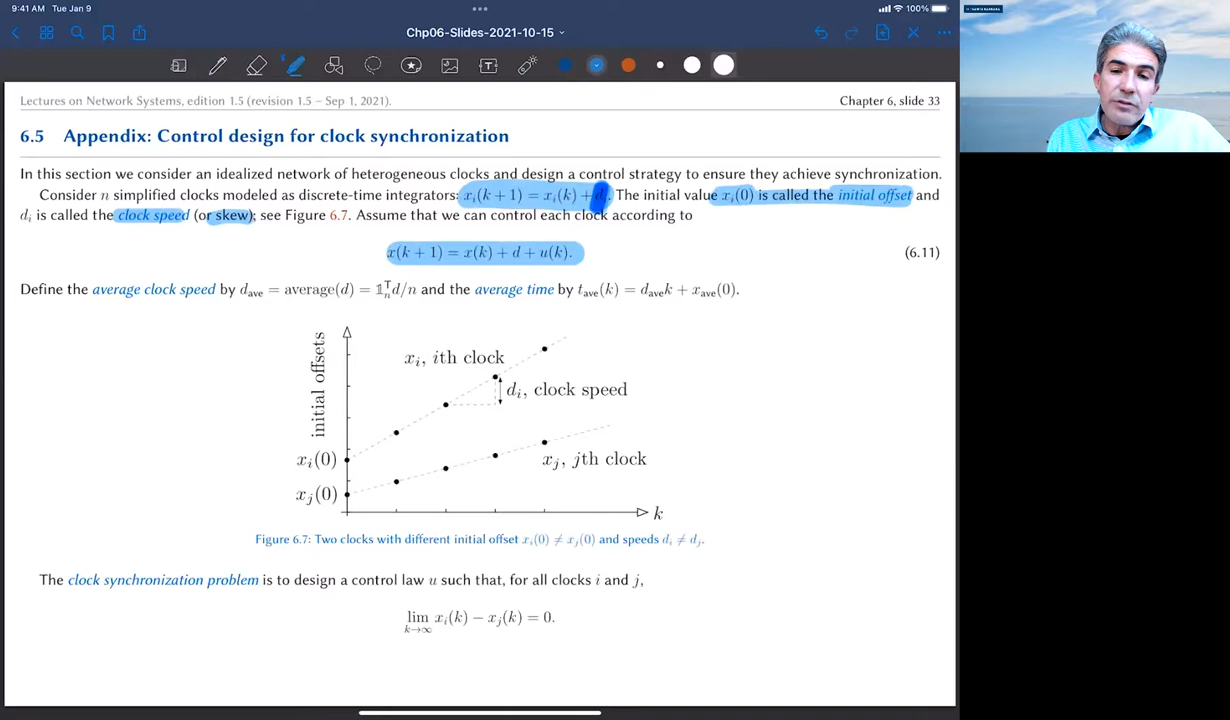 9:41 AM Tue Jan 9
100%
Chp06-Slides-2021-10-15
Lectures on Network Systems, edition 1.5 (revision 1.5 – Sep 1, 2021).
Chapter 6, slide 33
6.5 Appendix: Control design for clock synchronization
In this section we consider an idealized network of heterogeneous clocks and design a control strategy to ensure they achieve synchronization.
Consider n simplified clocks modeled as discrete-time integrators: xᵢ(k + 1) = xᵢ(k) + dᵢ. The initial value xᵢ(0) is called the initial offset and
dᵢ is called the clock speed (or skew); see Figure 6.7. Assume that we can control each clock according to
x(k + 1) = x(k) + d + u(k).
(6.11)
Define the average clock speed by d_ave = average(d) = 𝟙ₙᵀd/n and the average time by t_ave(k) = d_ave k + x_ave(0).
initial offsets
xᵢ, ith clock
dᵢ, clock speed
xᵢ(0)
xⱼ, jth clock
xⱼ(0)
k
Figure 6.7: Two clocks with different initial offset xᵢ(0) ≠ xⱼ(0) and speeds dᵢ ≠ dⱼ.
The clock synchronization problem is to design a control law u such that, for all clocks i and j,
lim xᵢ(k) − xⱼ(k) = 0.
k→∞